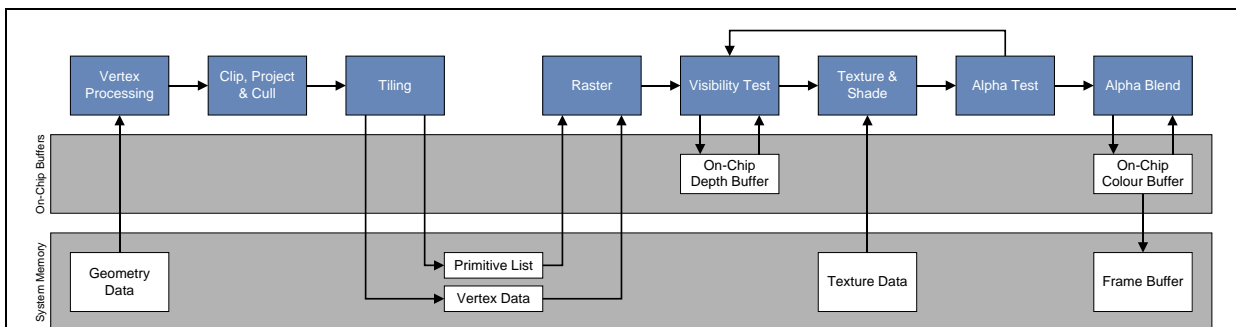 Vertex
Processing
Clip, Project
& Cull
Tiling
Raster
Visibility Test
Texture &
Shade
Alpha Test
Alpha Blend
On-Chip Buffers
On-Chip
Depth Buffer
On-Chip
Colour Buffer
System Memory
Geometry
Data
Primitive List
Vertex Data
Texture Data
Frame Buffer